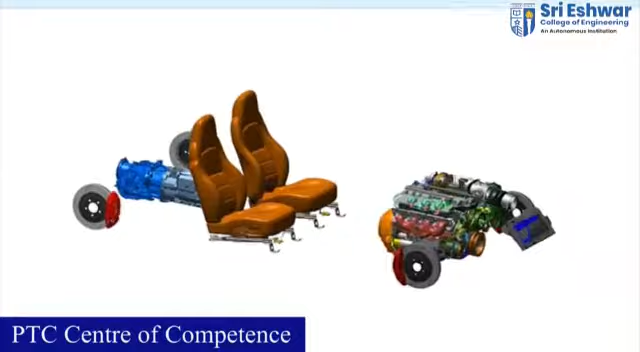 Sri Eshwar
College of Engineering
An Autonomous Institution
PTC Centre of Competence